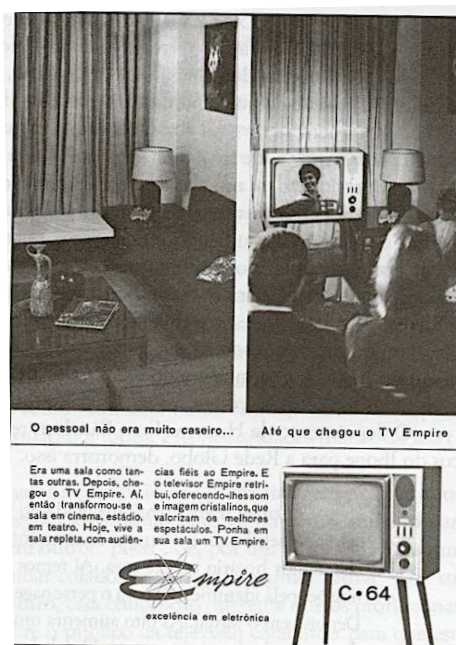 O pessoal não era muito caseiro...
Até que chegou o TV Empire
Era uma sala como tan-
tas outras. Depois, che-
gou o TV Empire. Aí,
então transformou-se a
sala em cinema, estádio,
em teatro. Hoje, vive a
sala repleta, com audiên-
cias fiéis ao Empire. E
o televisor Empire retri-
bui, oferecendo-lhes som
e imagem cristalinos, que
valorizam os melhores
espetáculos. Ponha em
sua sala um TV Empire.
Empire
excelência em eletrônica
C·64